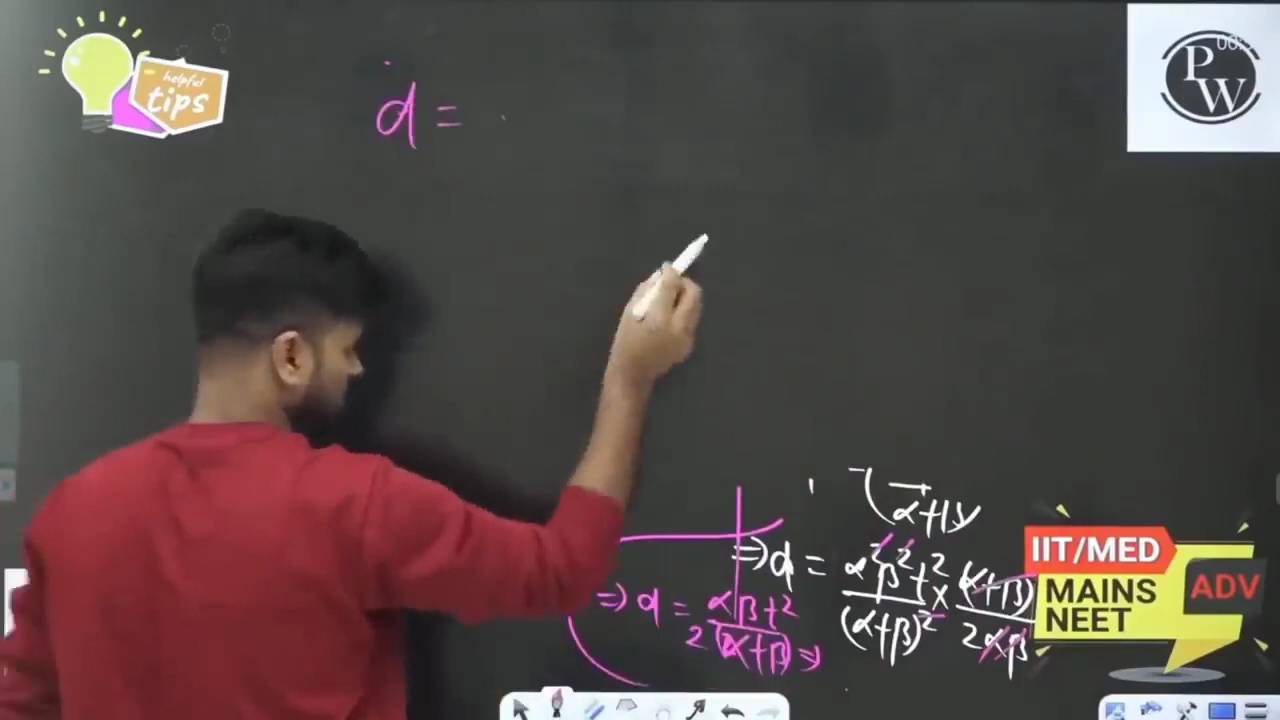 helpful
tips
PW
d =
α+β
⇒ d = α²β²t² / (α+β)² × (α+β) / 2αβ
⇒ d = αβt² / 2(α+β) ⇒
IIT/MED
MAINS
NEET
ADV